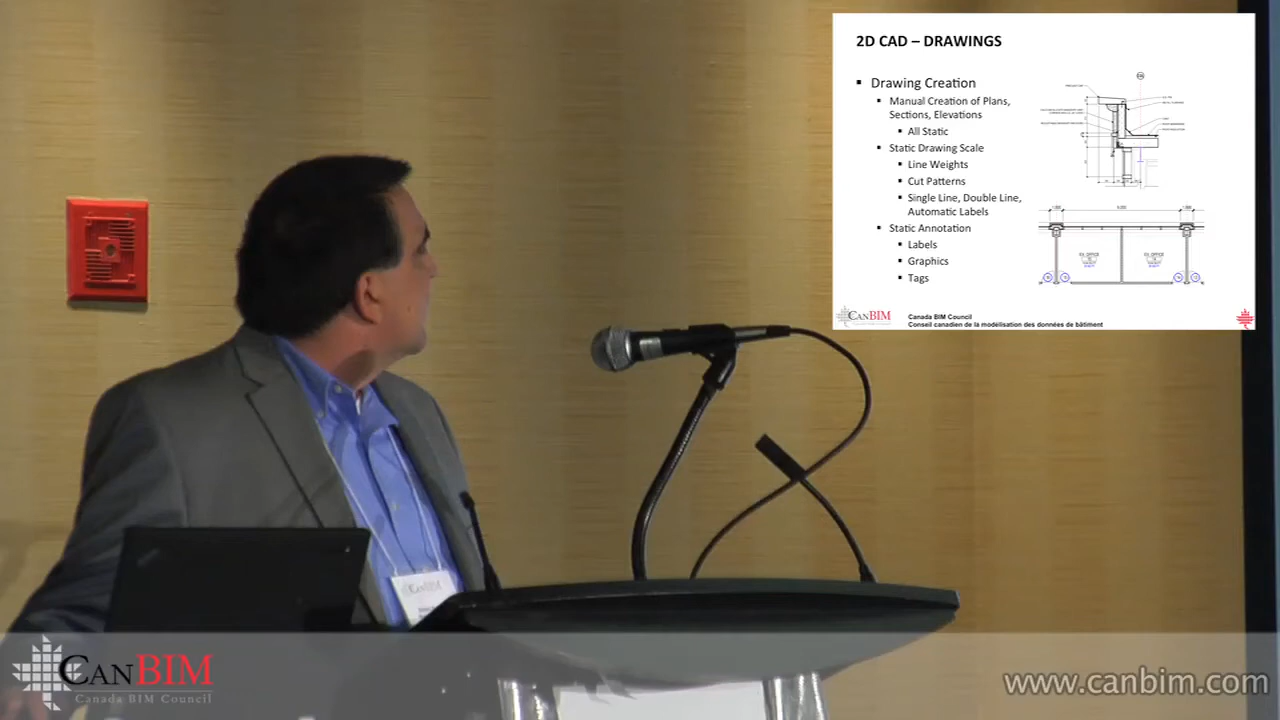 2D CAD – DRAWINGS
▪ Drawing Creation
▪ Manual Creation of Plans,
Sections, Elevations
▪ All Static
▪ Static Drawing Scale
▪ Line Weights
▪ Cut Patterns
▪ Single Line, Double Line,
Automatic Labels
▪ Static Annotation
▪ Labels
▪ Graphics
▪ Tags
CANBIM
Canada BIM Council
Conseil canadien de la modélisation des données de bâtiment
CANBIM
CANBIM
Canada BIM Council
www.canbim.com